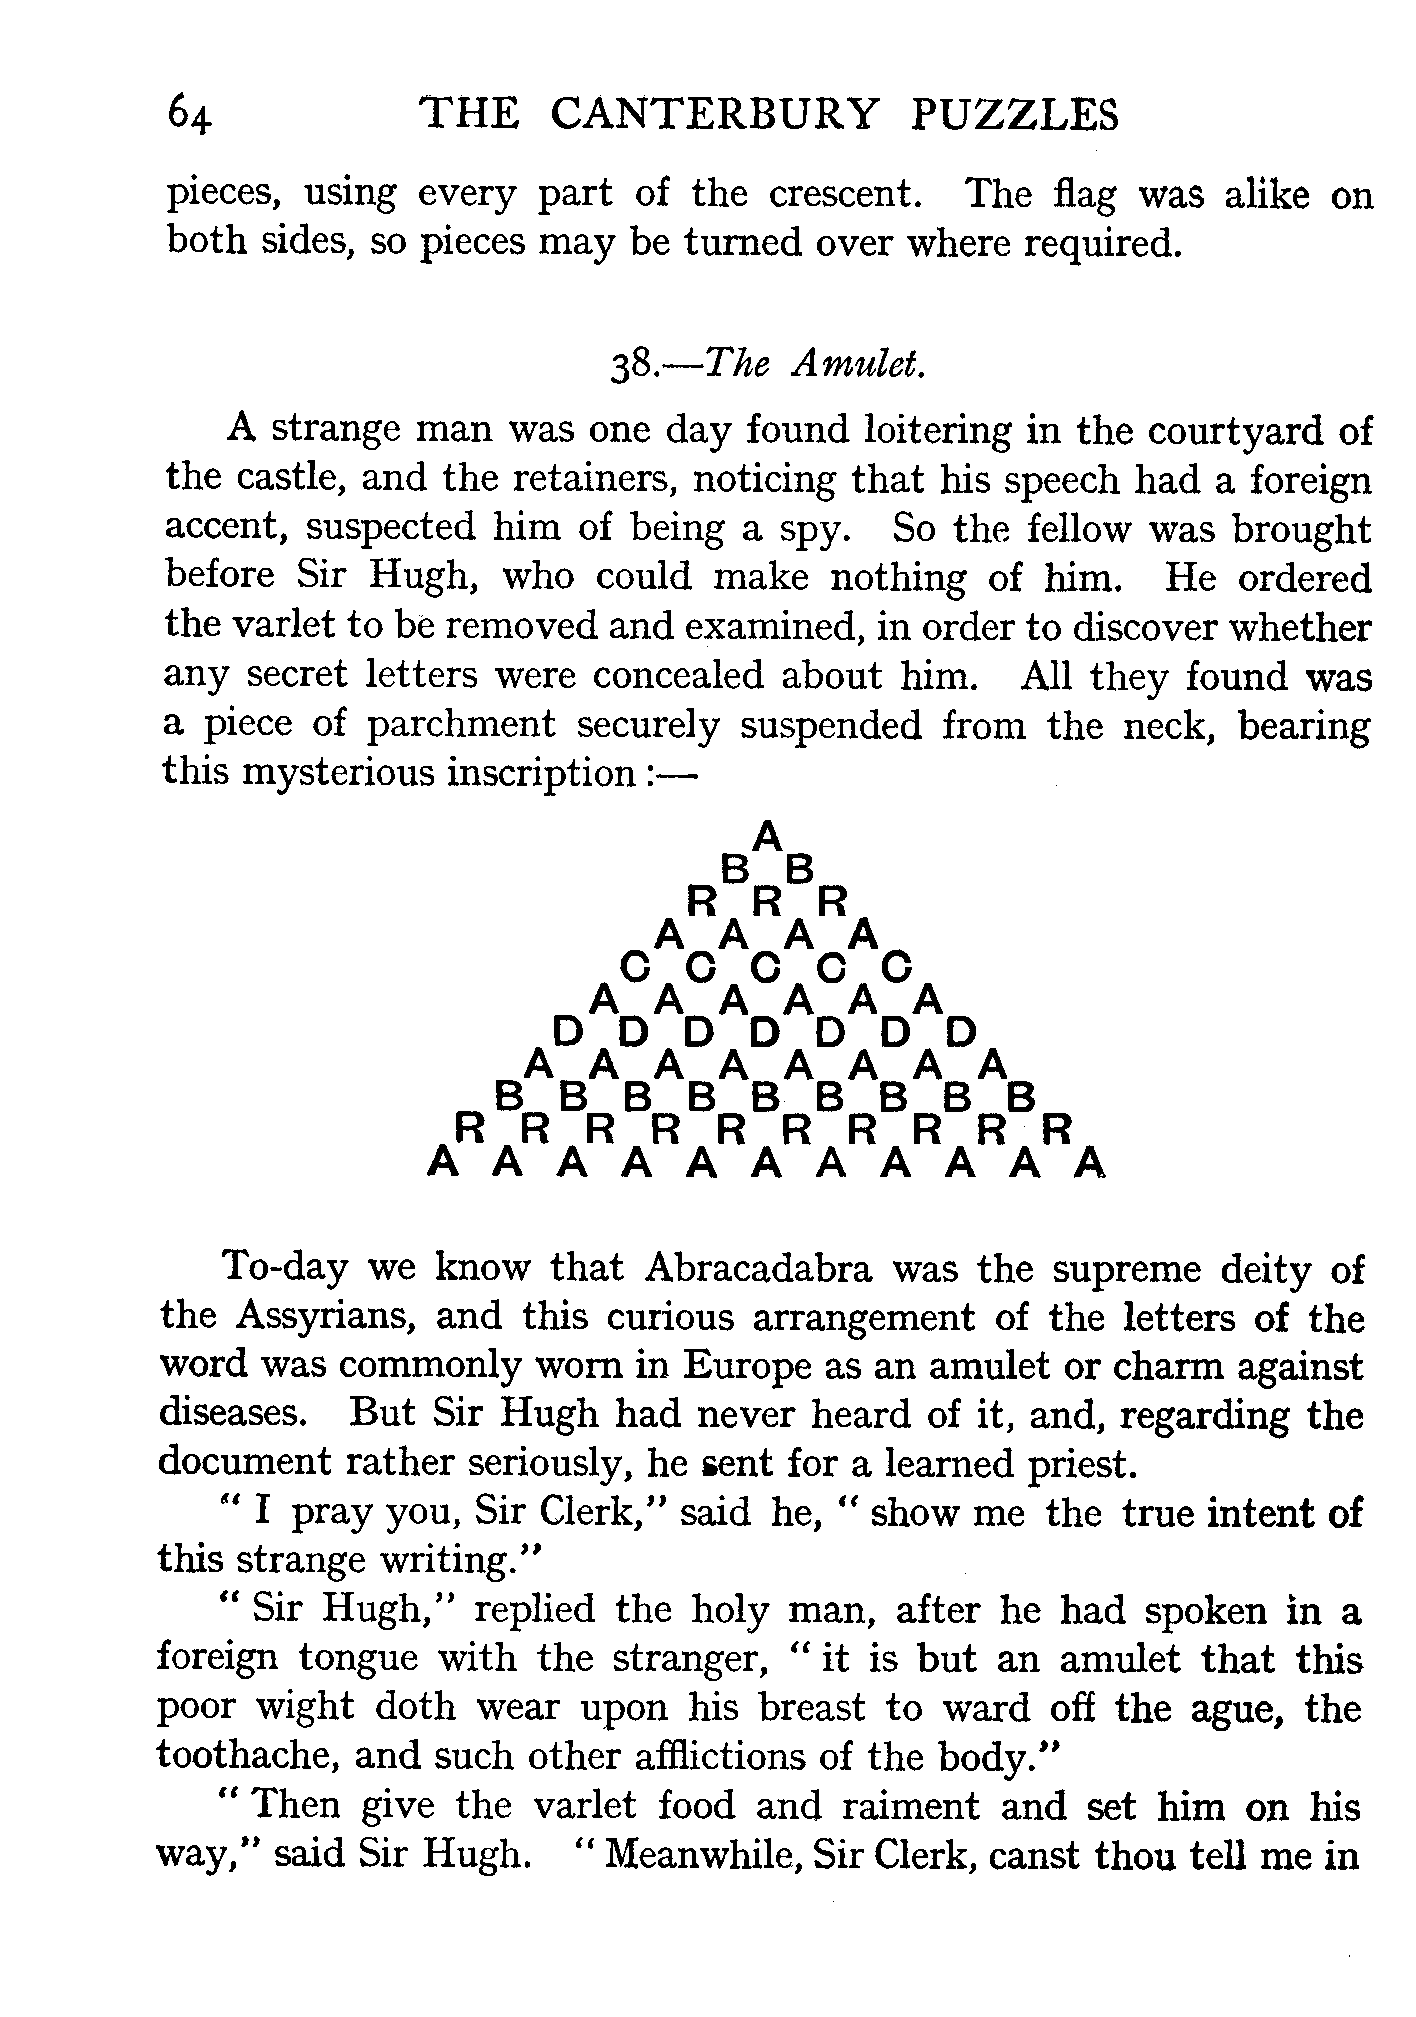 64 THE CANTERBURY PUZZLES
pieces, using every part of the crescent. The flag was alike on
both sides, so pieces may be turned over where required.
38.—The Amulet.
A strange man was one day found loitering in the courtyard of
the castle, and the retainers, noticing that his speech had a foreign
accent, suspected him of being a spy. So the fellow was brought
before Sir Hugh, who could make nothing of him. He ordered
the varlet to be removed and examined, in order to discover whether
any secret letters were concealed about him. All they found was
a piece of parchment securely suspended from the neck, bearing
this mysterious inscription :—
A
B B
R R R
A A A A
C C C C C
A A A A A A
D D D D D D D
A A A A A A A A
B B B B B B B B B
R R R R R R R R R R
A A A A A A A A A A A
To-day we know that Abracadabra was the supreme deity of
the Assyrians, and this curious arrangement of the letters of the
word was commonly worn in Europe as an amulet or charm against
diseases. But Sir Hugh had never heard of it, and, regarding the
document rather seriously, he sent for a learned priest.
" I pray you, Sir Clerk," said he, " show me the true intent of
this strange writing."
" Sir Hugh," replied the holy man, after he had spoken in a
foreign tongue with the stranger, " it is but an amulet that this
poor wight doth wear upon his breast to ward off the ague, the
toothache, and such other afflictions of the body."
" Then give the varlet food and raiment and set him on his
way," said Sir Hugh. " Meanwhile, Sir Clerk, canst thou tell me in